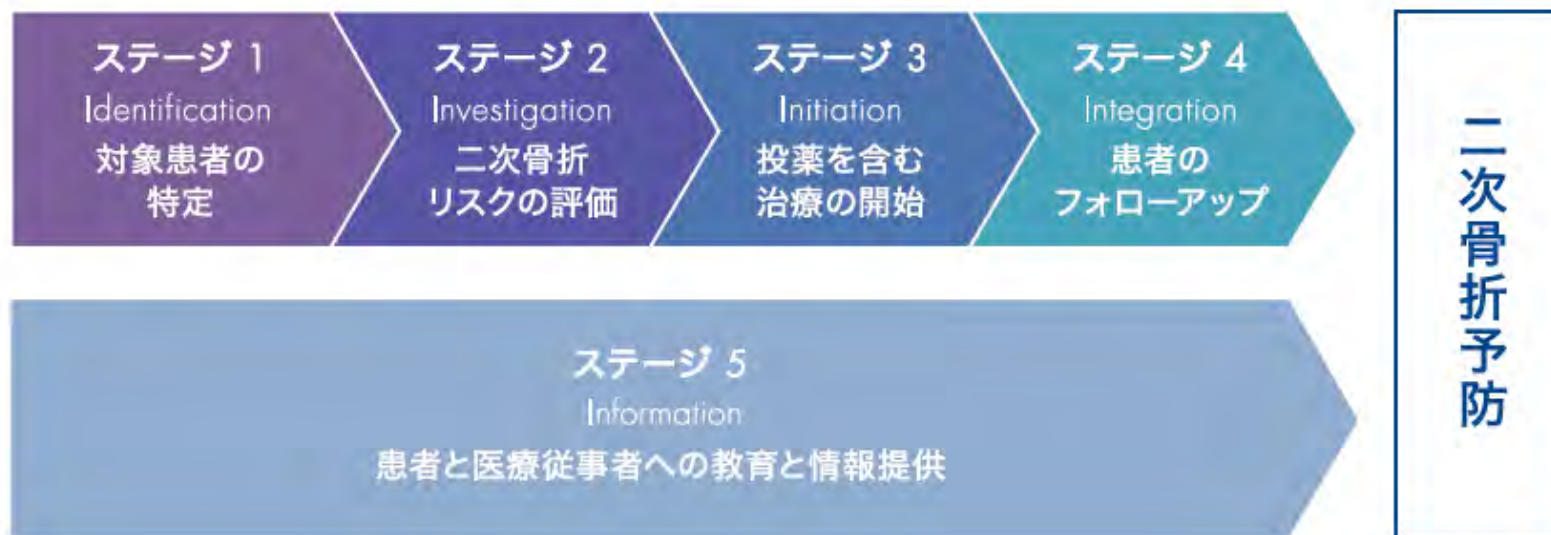 ステージ 1
Identification
対象患者の
特定
ステージ 2
Investigation
二次骨折
リスクの評価
ステージ 3
Initiation
投薬を含む
治療の開始
ステージ 4
Integration
患者の
フォローアップ
ステージ 5
Information
患者と医療従事者への教育と情報提供
二次骨折予防